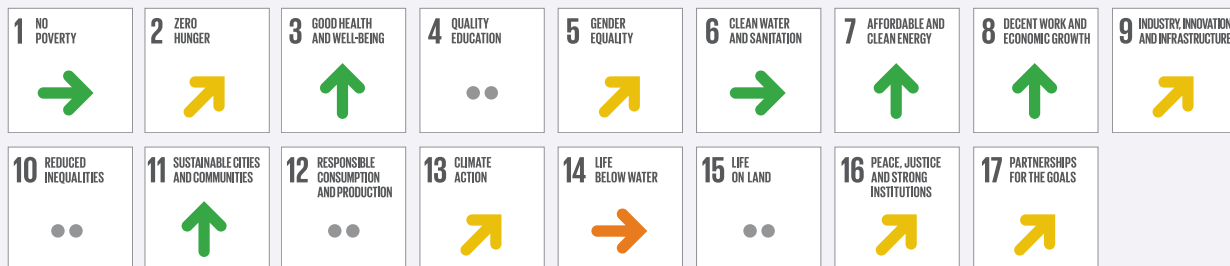 1 NO
POVERTY
2 ZERO
HUNGER
3 GOOD HEALTH
AND WELL-BEING
4 QUALITY
EDUCATION
5 GENDER
EQUALITY
6 CLEAN WATER
AND SANITATION
7 AFFORDABLE AND
CLEAN ENERGY
8 DECENT WORK AND
ECONOMIC GROWTH
9 INDUSTRY, INNOVATION
AND INFRASTRUCTURE
10 REDUCED
INEQUALITIES
11 SUSTAINABLE CITIES
AND COMMUNITIES
12 RESPONSIBLE
CONSUMPTION
AND PRODUCTION
13 CLIMATE
ACTION
14 LIFE
BELOW WATER
15 LIFE
ON LAND
16 PEACE, JUSTICE
AND STRONG
INSTITUTIONS
17 PARTNERSHIPS
FOR THE GOALS